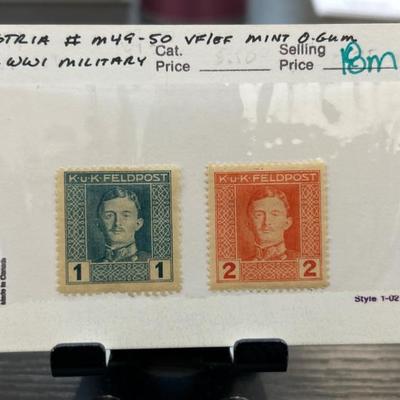 STRIA # M49-50 VF/EF MINT O.GUM
WWI MILITARY
Cat.
Price
Selling
Price
18m
K.u.K.FELDPOST
1 1
K.u.K.FELDPOST
2 2
Made in Canada
Style T-02